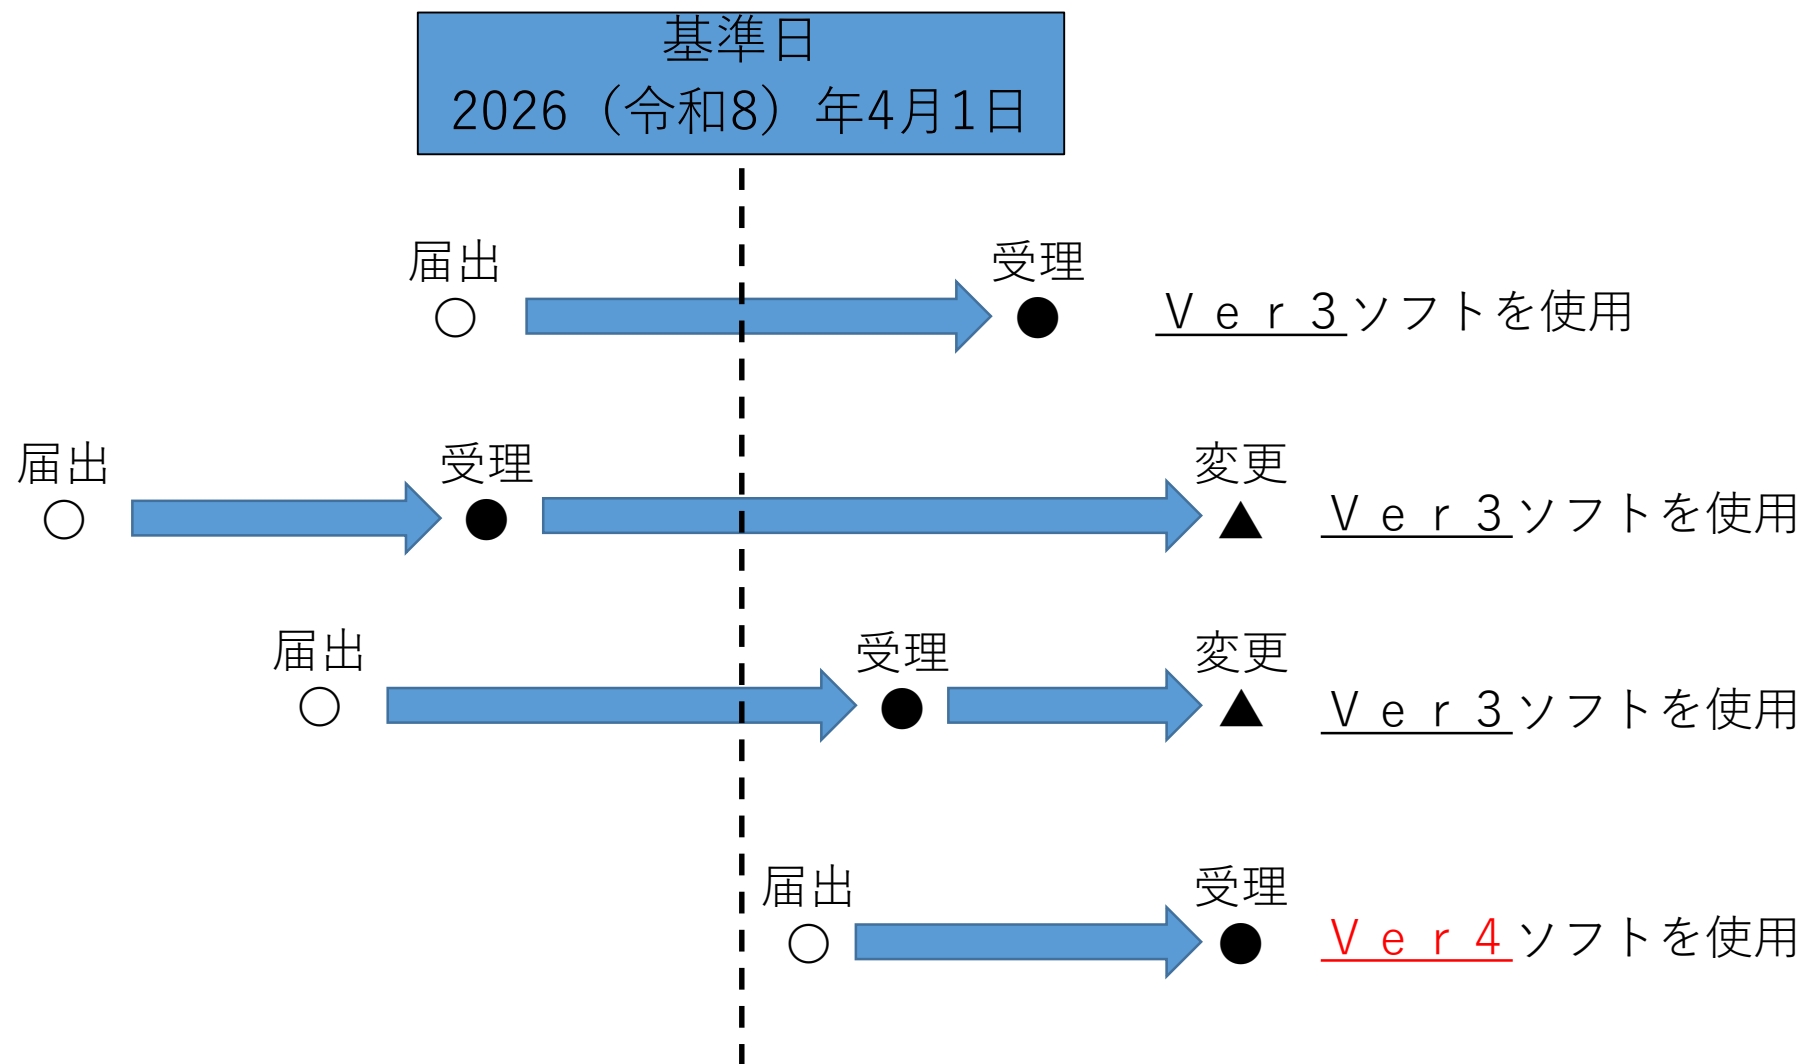 基準日
2026（令和8）年4月1日
届出 受理
Ｖｅｒ３ソフトを使用
届出 受理 変更
Ｖｅｒ３ソフトを使用
届出 受理 変更
Ｖｅｒ３ソフトを使用
届出 受理
Ｖｅｒ４ソフトを使用